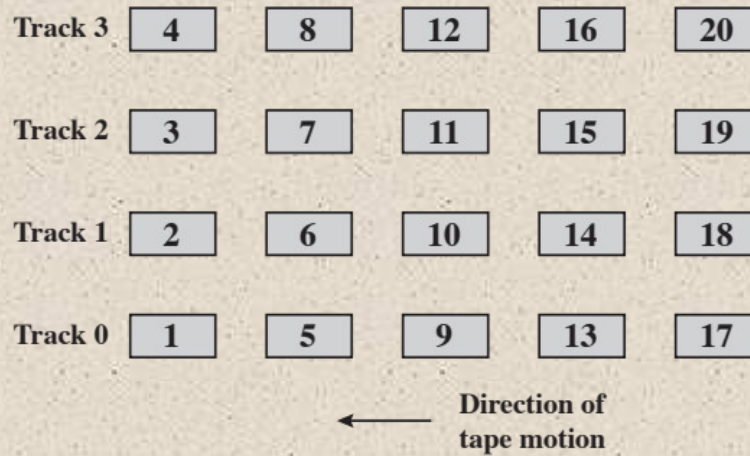 Track 3 4 8 12 16 20
Track 2 3 7 11 15 19
Track 1 2 6 10 14 18
Track 0 1 5 9 13 17
Direction of
tape motion